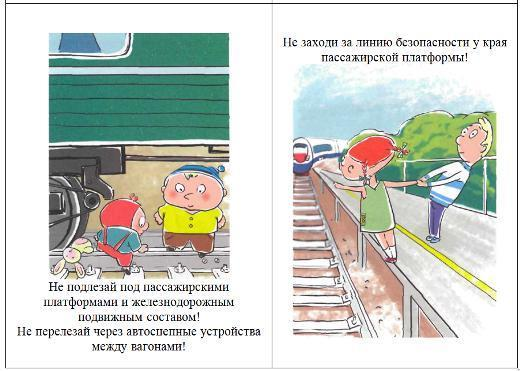 Не подлезай под пассажирскими
платформами и железнодорожным
подвижным составом!
Не перелезай через автоспепные устройства
между вагонами!
Не заходи за линию безопасности у края
пассажирской платформы!